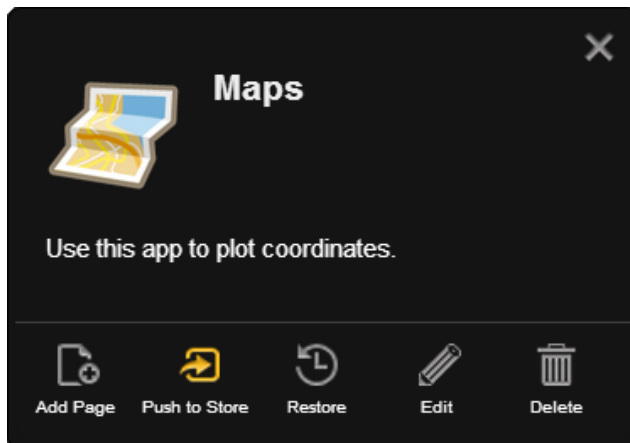 Maps
Use this app to plot coordinates.
Add Page Push to Store Restore Edit Delete